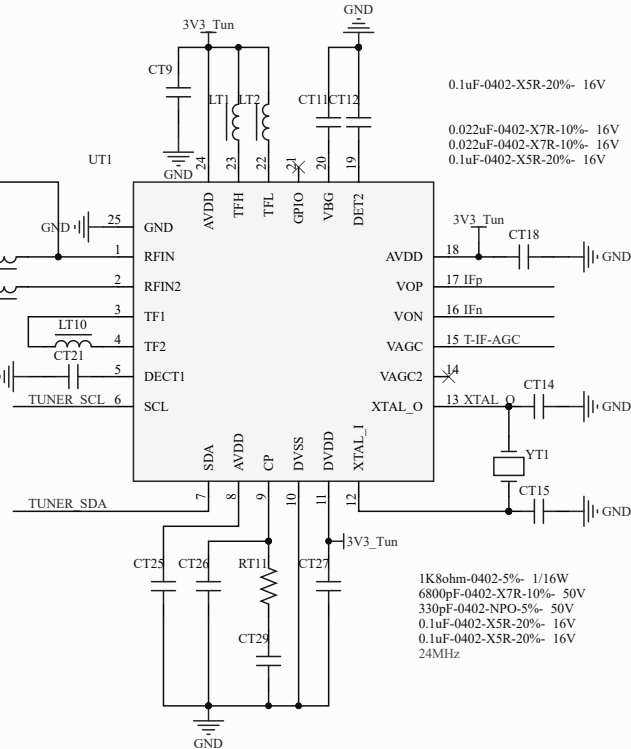 GND
3V3_Tun
CT9
LT1 LT2 CT11 CT12
0.1uF-0402-X5R-20%- 16V
0.022uF-0402-X7R-10%- 16V
0.022uF-0402-X7R-10%- 16V
0.1uF-0402-X5R-20%- 16V
UT1
GND
24 23 22 21 20 19
AVDD TFH TFL GPIO VBG DET2
GND 25 GND
3V3_Tun
CT18
1 RFIN
AVDD 18
GND
2 RFIN2
VOP 17 IFp
3 TF1
VON 16 IFn
LT10
4 TF2
VAGC 15 T-IF-AGC
CT21
5 DECT1
VAGC2 14
CT14
TUNER_SCL 6 SCL
XTAL_O 13 XTAL_O
GND
YT1
SDA AVDD CP DVSS DVDD XTAL_I
7 8 9 10 11 12
CT15
TUNER_SDA
GND
3V3_Tun
CT25 CT26 RT11 CT27
1K8ohm-0402-5%- 1/16W
6800pF-0402-X7R-10%- 50V
330pF-0402-NPO-5%- 50V
0.1uF-0402-X5R-20%- 16V
0.1uF-0402-X5R-20%- 16V
24MHz
CT29
GND